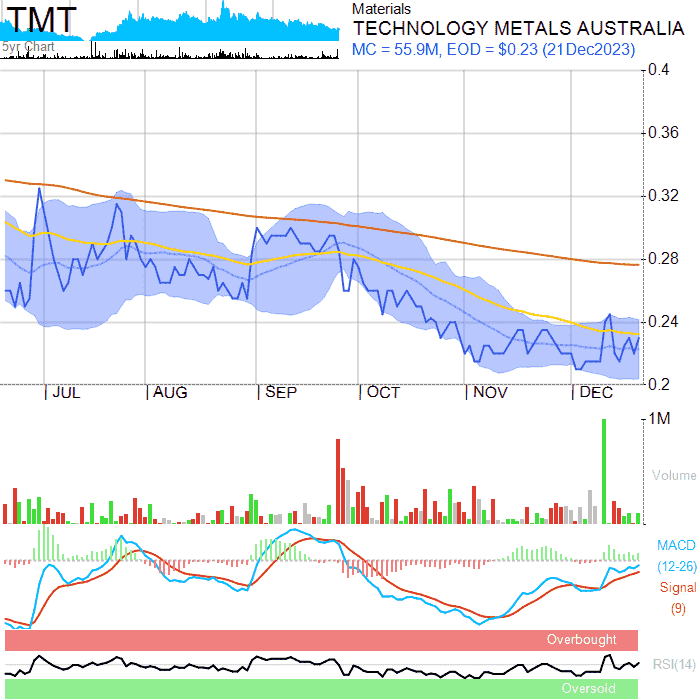 TMT
5yr Chart
Materials
TECHNOLOGY METALS AUSTRALIA
MC = 55.9M, EOD = $0.23 (21Dec2023)
0.4
0.36
0.32
0.28
0.24
0.2
JUL
AUG
SEP
OCT
NOV
DEC
1M
Volume
MACD
(12-26)
Signal
(9)
Overbought
RSI(14)
Oversold